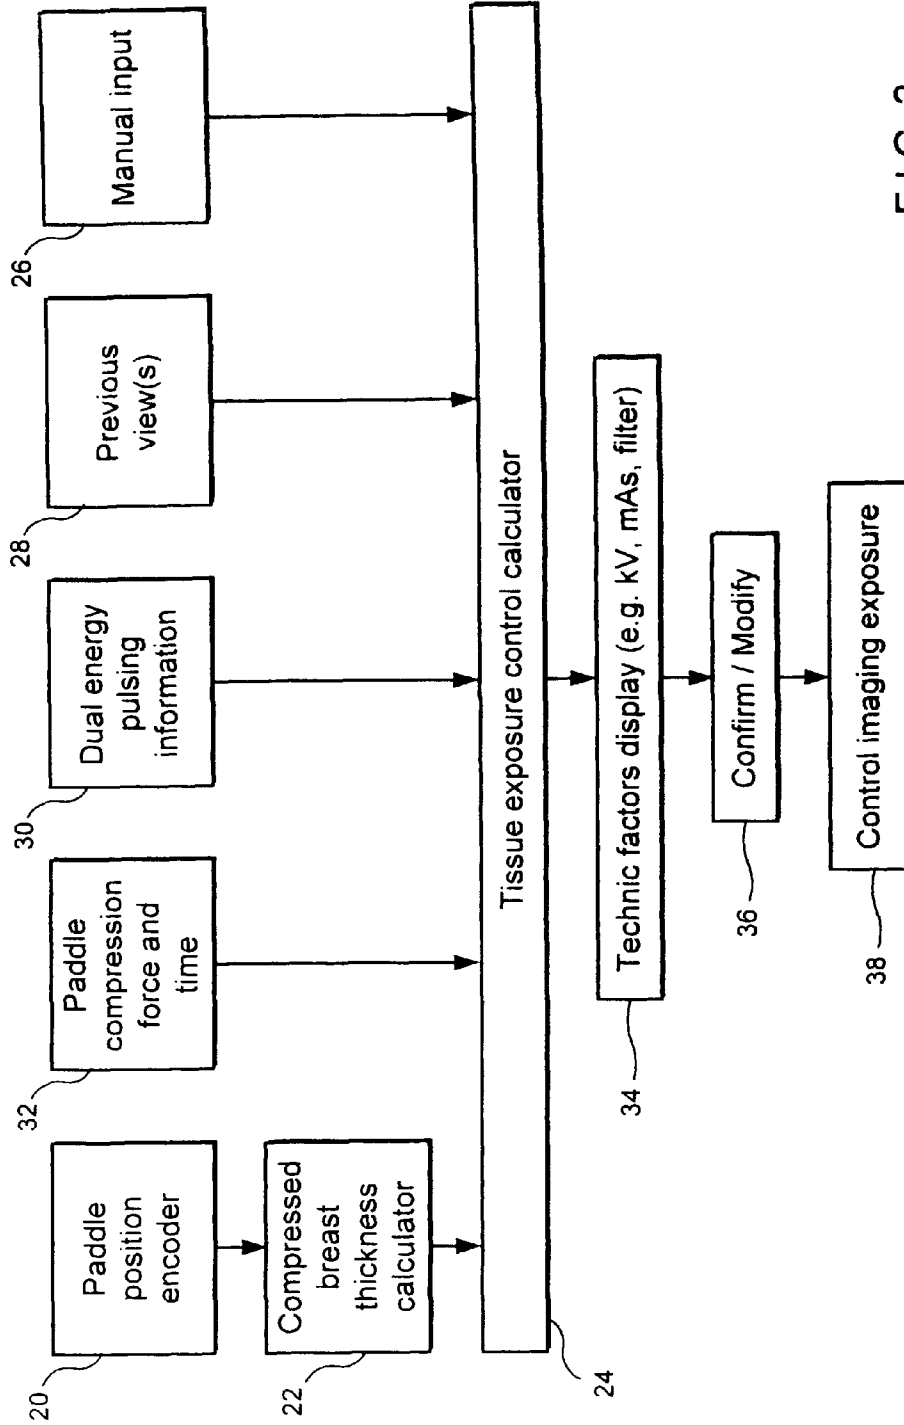 20
Paddle
position
encoder
32
Paddle
compression
force and
time
30
Dual energy
pulsing
information
28
Previous
view(s)
26
Manual input
22
Compressed
breast
thickness
calculator
24
Tissue exposure control calculator
34
Technic factors display (e.g. kV, mAs, filter)
36
Confirm / Modify
38
Control imaging exposure